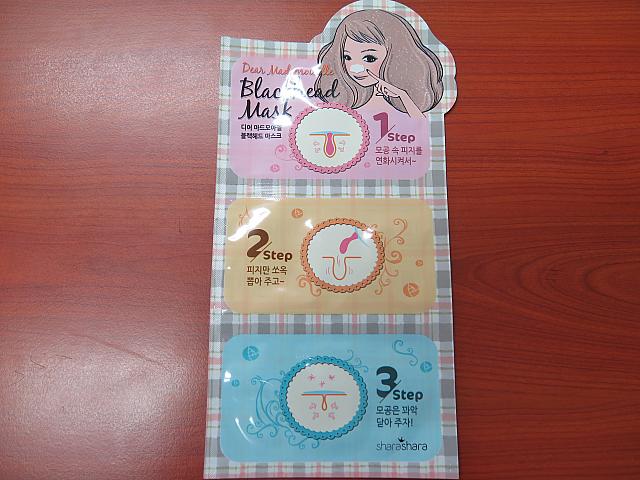 Dear Mademoiselle
Blackhead
Mask
디어 마드모아젤
블랙헤드 마스크
1 Step
모공 속 피지를
연화시켜서~
2 Step
피지만 쏘옥
뽑아 주고~
3 Step
모공은 꽈악
닫아 주자!
sharashara